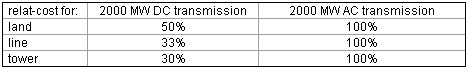 relat-cost for: 2000 MW DC transmission 2000 MW AC transmission
land 50% 100%
line 33% 100%
tower 30% 100%